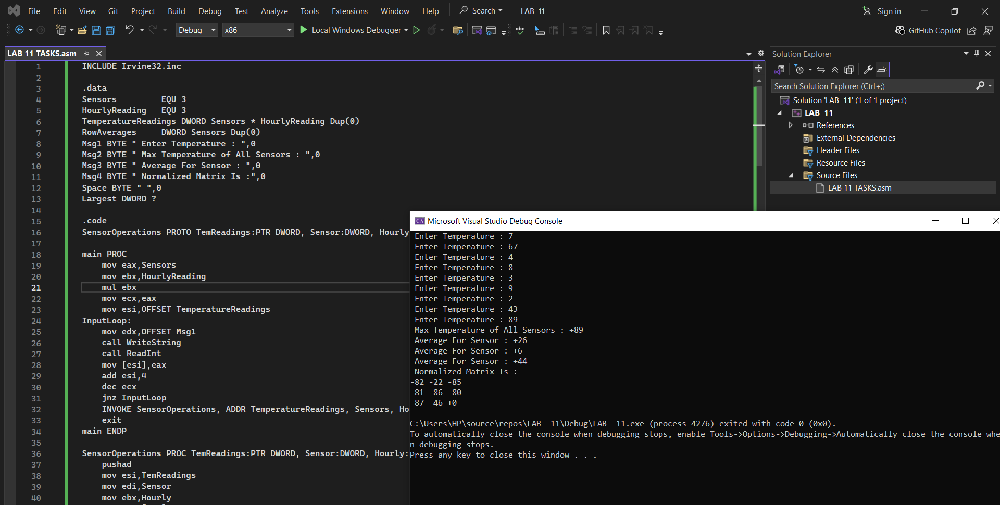 File Edit View Git Project Build Debug Test Analyze Tools Extensions Window Help Search LAB 11 Sign in
Debug x86 Local Windows Debugger abc GitHub Copilot
LAB 11 TASKS.asm
1 INCLUDE Irvine32.inc
2
3 .data
4 Sensors EQU 3
5 HourlyReading EQU 3
6 TemperatureReadings DWORD Sensors * HourlyReading Dup(0)
7 RowAverages DWORD Sensors Dup(0)
8 Msg1 BYTE " Enter Temperature : ",0
9 Msg2 BYTE " Max Temperature of All Sensors : ",0
10 Msg3 BYTE " Average For Sensor : ",0
11 Msg4 BYTE " Normalized Matrix Is :",0
12 Space BYTE " ",0
13 Largest DWORD ?
14
15 .code
16 SensorOperations PROTO TemReadings:PTR DWORD, Sensor:DWORD, Hourly
17
18 main PROC
19 mov eax,Sensors
20 mov ebx,HourlyReading
21 mul ebx
22 mov ecx,eax
23 mov esi,OFFSET TemperatureReadings
24 InputLoop:
25 mov edx,OFFSET Msg1
26 call WriteString
27 call ReadInt
28 mov [esi],eax
29 add esi,4
30 dec ecx
31 jnz InputLoop
32 INVOKE SensorOperations, ADDR TemperatureReadings, Sensors, Ho
33 exit
34 main ENDP
35
36 SensorOperations PROC TemReadings:PTR DWORD, Sensor:DWORD, Hourly:
37 pushad
38 mov esi,TemReadings
39 mov edi,Sensor
40 mov ebx,Hourly
Solution Explorer
Search Solution Explorer (Ctrl+;)
Solution 'LAB 11' (1 of 1 project)
LAB 11
References
External Dependencies
Header Files
Resource Files
Source Files
LAB 11 TASKS.asm
C:\ Microsoft Visual Studio Debug Console
Enter Temperature : 7
Enter Temperature : 67
Enter Temperature : 4
Enter Temperature : 8
Enter Temperature : 3
Enter Temperature : 9
Enter Temperature : 2
Enter Temperature : 43
Enter Temperature : 89
Max Temperature of All Sensors : +89
Average For Sensor : +26
Average For Sensor : +6
Average For Sensor : +44
Normalized Matrix Is :
-82 -22 -85
-81 -86 -80
-87 -46 +0
C:\Users\HP\source\repos\LAB  11\Debug\LAB  11.exe (process 4276) exited with code 0 (0x0).
To automatically close the console when debugging stops, enable Tools->Options->Debugging->Automatically close the console whe
n debugging stops.
Press any key to close this window . . .